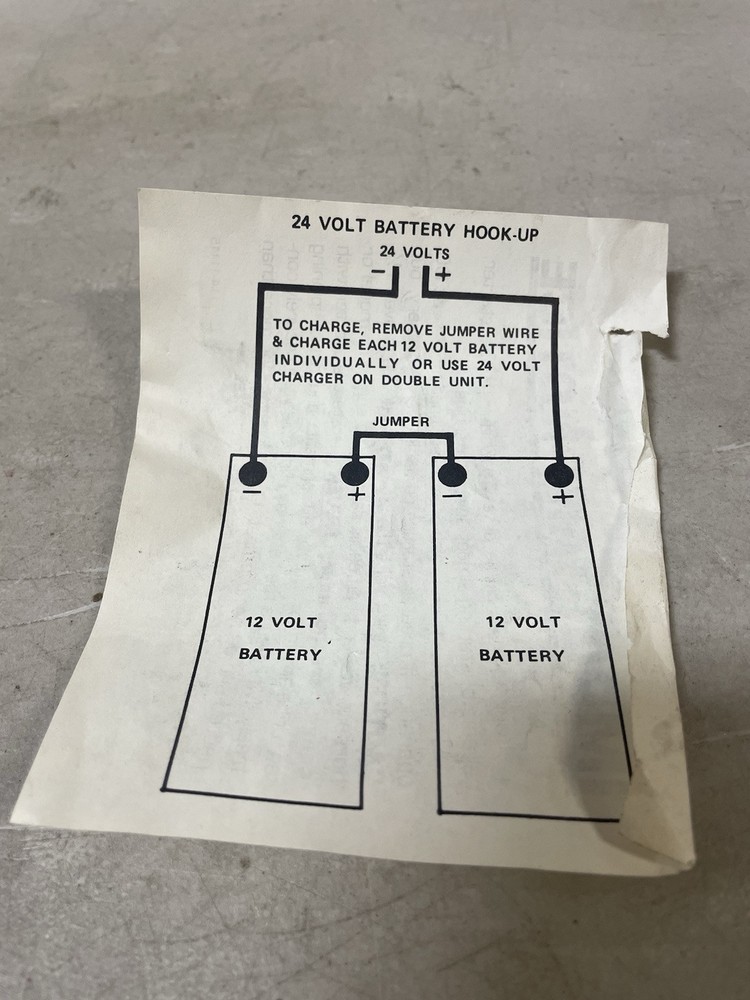 24 VOLT BATTERY HOOK-UP
24 VOLTS
- +
TO CHARGE, REMOVE JUMPER WIRE
& CHARGE EACH 12 VOLT BATTERY
INDIVIDUALLY OR USE 24 VOLT
CHARGER ON DOUBLE UNIT.
JUMPER
- + - +
12 VOLT
BATTERY
12 VOLT
BATTERY